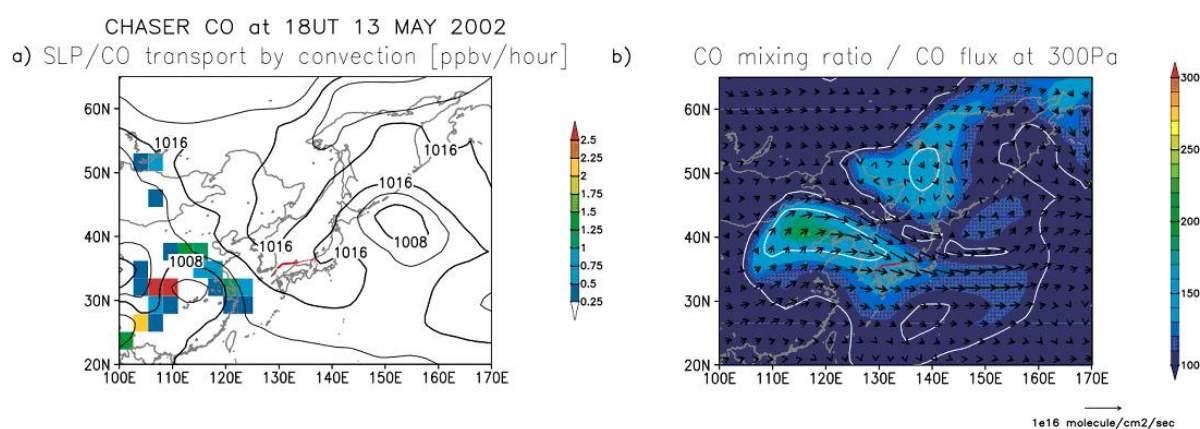 CHASER CO at 18UT 13 MAY 2002
a) SLP/CO transport by convection [ppbv/hour]
60N
50N
40N
30N
20N
100E 110E 120E 130E 140E 150E 160E 170E
1016
1016
1016
1008
1016
1016
1008
2.5
2.25
2
1.75
1.5
1.25
1
0.75
0.5
0.25
b) CO mixing ratio / CO flux at 300Pa
60N
50N
40N
30N
20N
100E 110E 120E 130E 140E 150E 160E 170E
300
250
200
150
100
1e16 molecule/cm2/sec